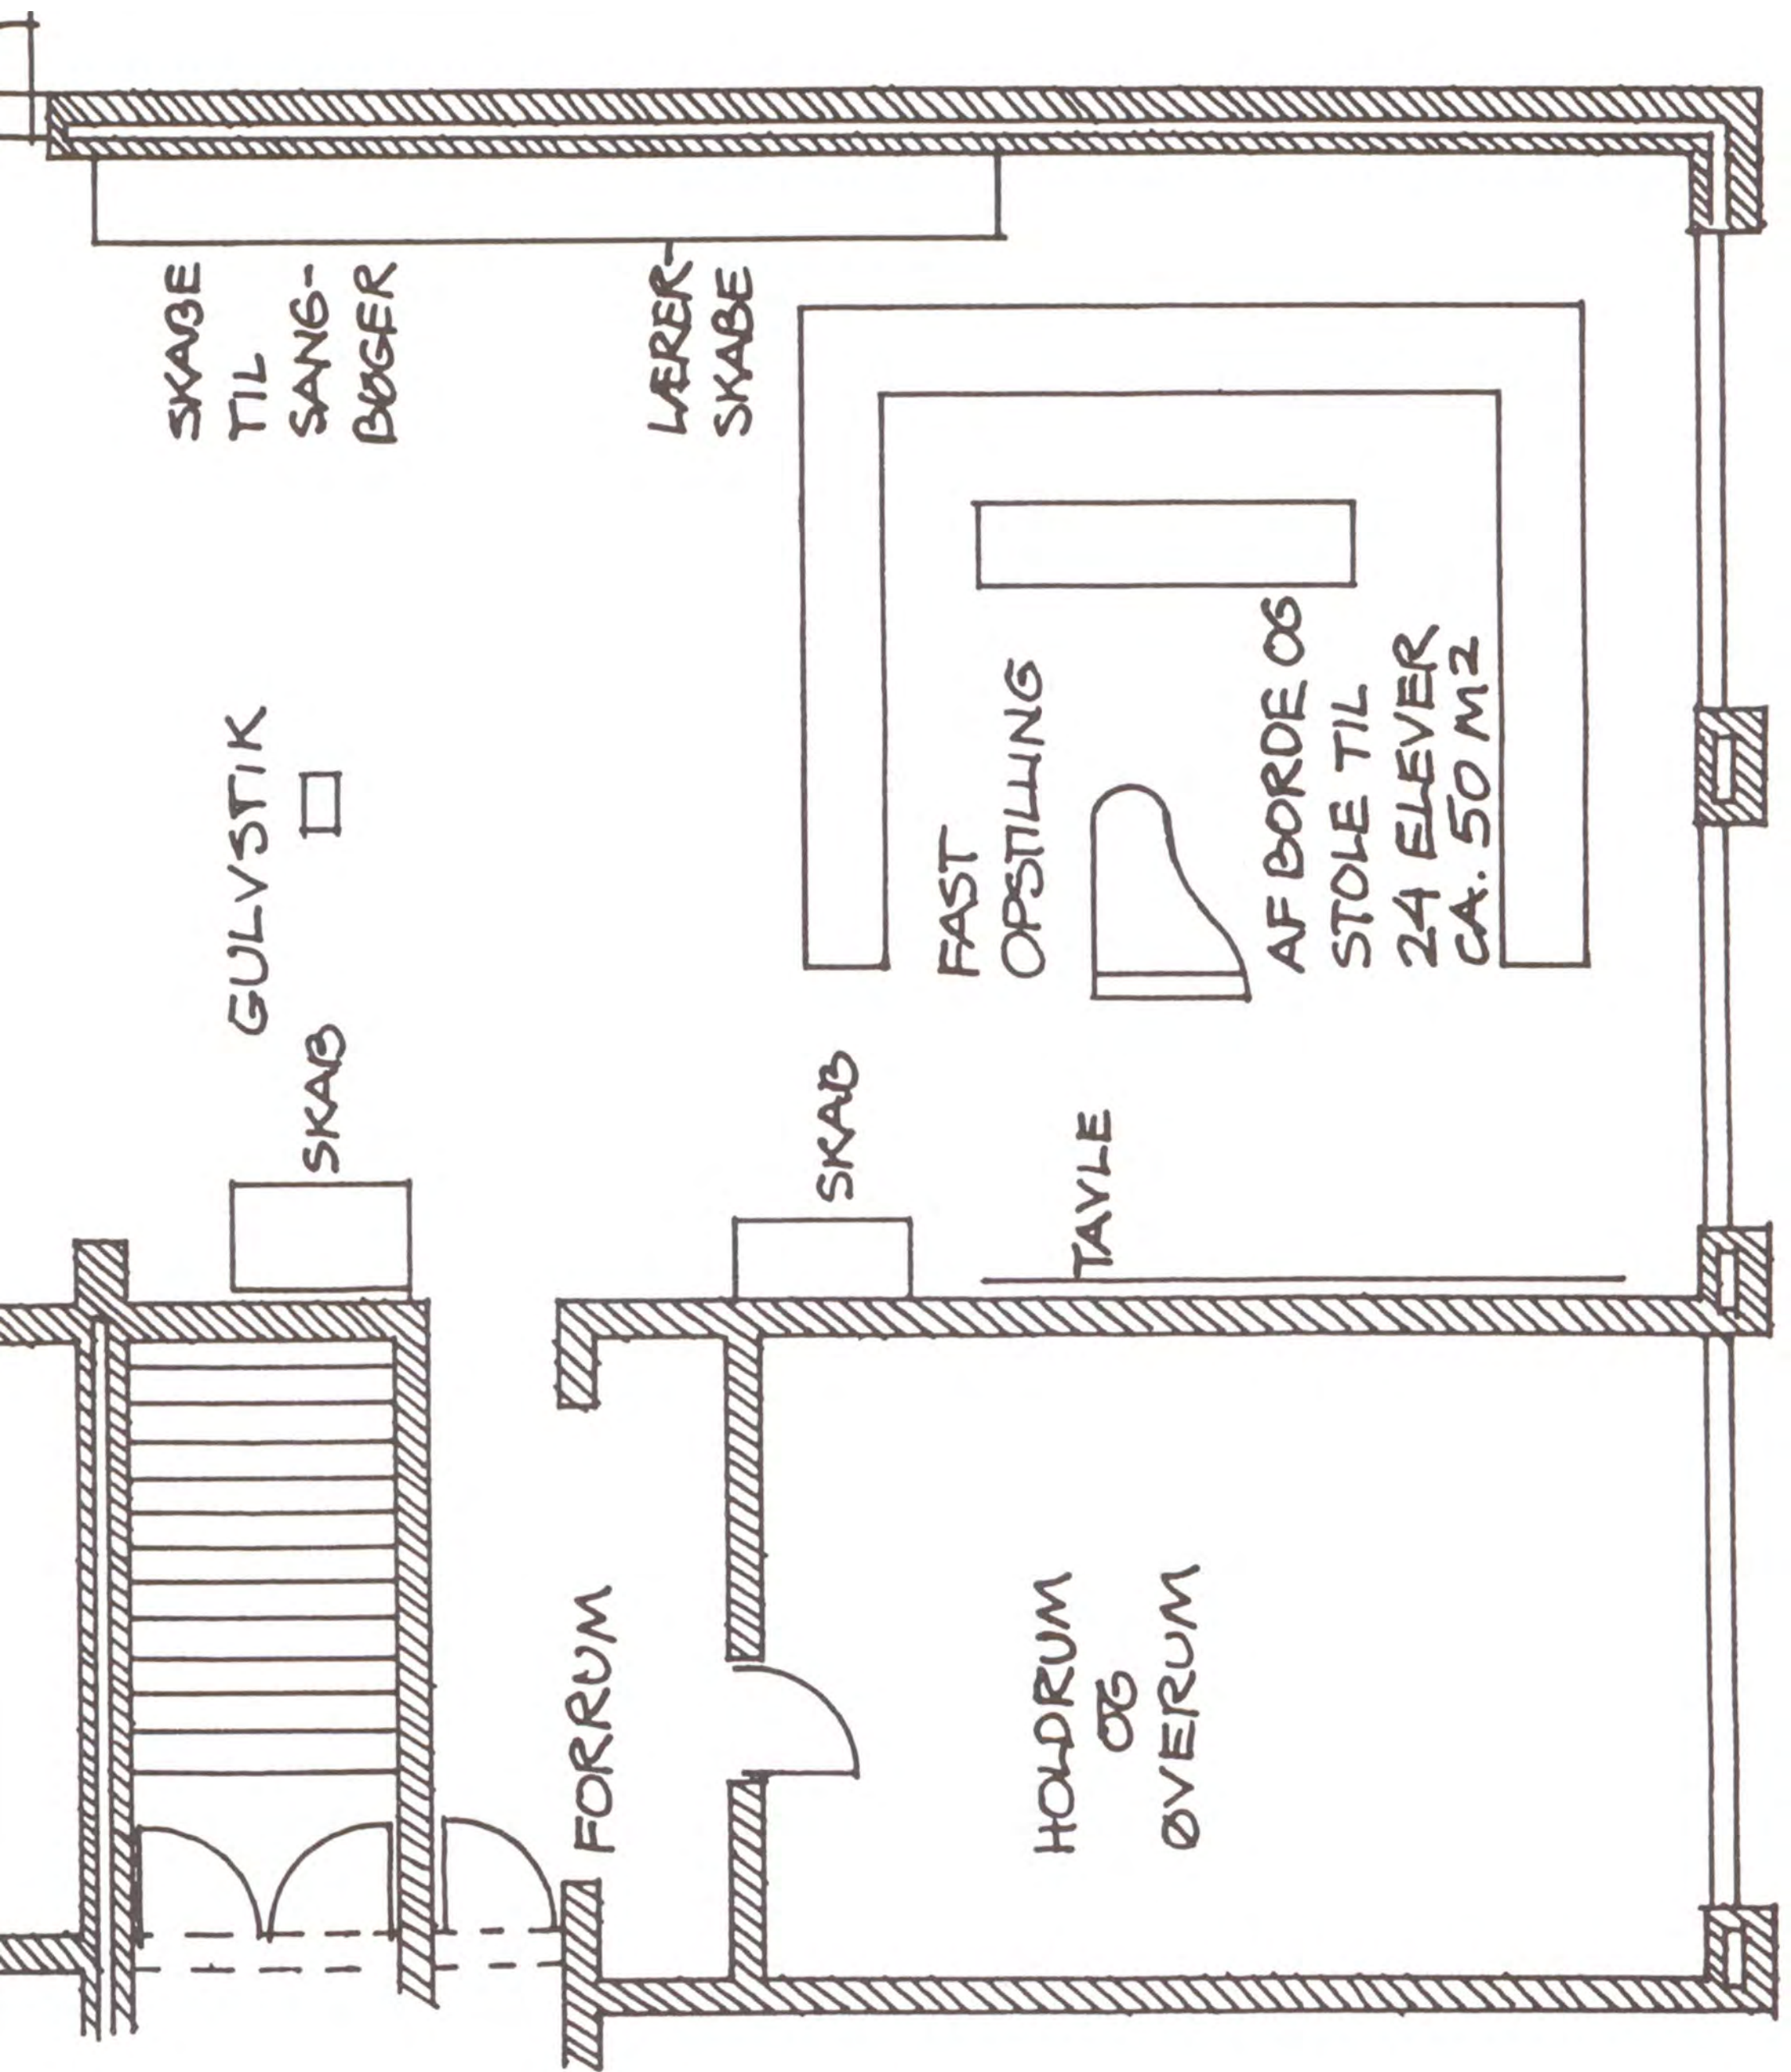 SKABE
TIL
SANG-
BØGER
LÆRER-
SKABE
GULVSTIK
SKAB
FAST
OPSTILLING
AF BORDE OG
STOLE TIL
24 ELEVER
CA. 50 M2
SKAB
TAVLE
FORRUM
HOLDRUM
OG
ØVERUM